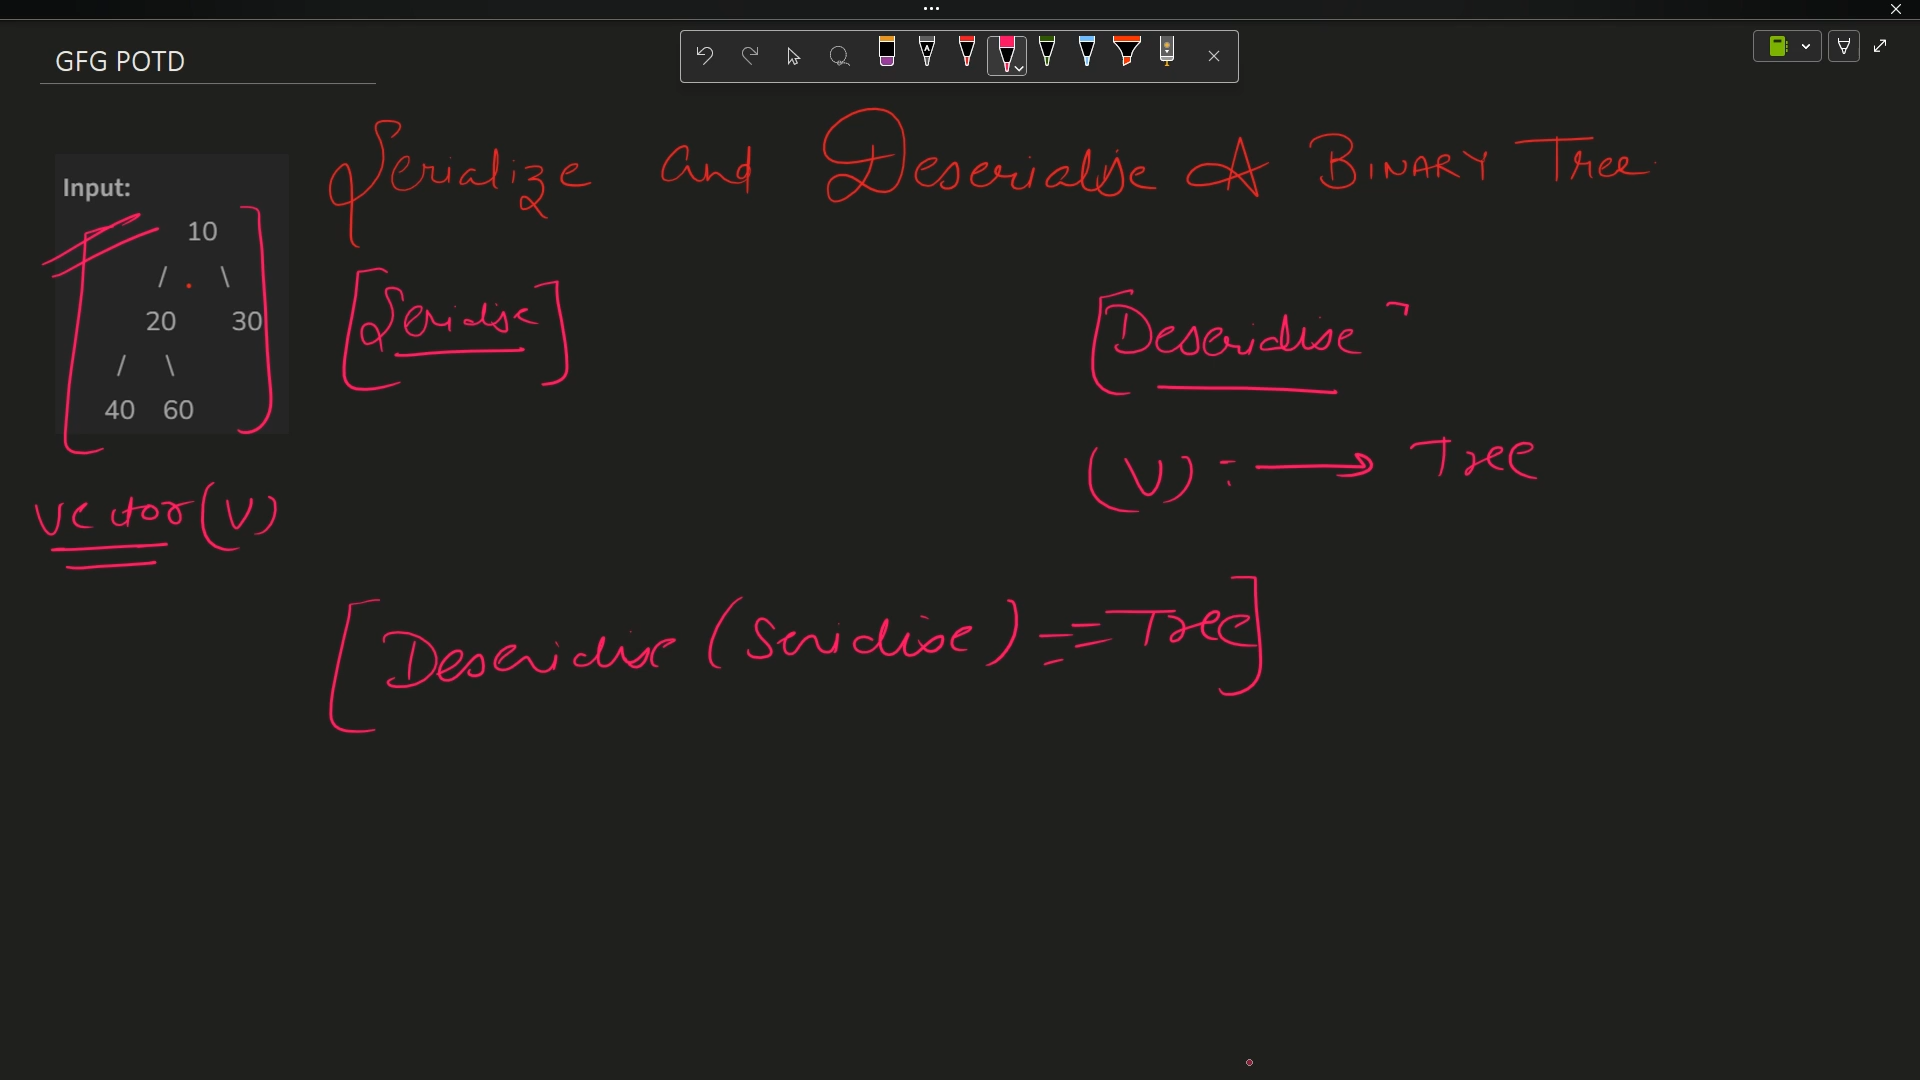 GFG POTD
Serialize and Deserialise A BINARY Tree
Input:
10
/ \
20 30
/ \
40 60
[Serialise]
[Deserialise]
(V) : → Tree
vector (V)
[Deserialise (Serialise) == Tree]